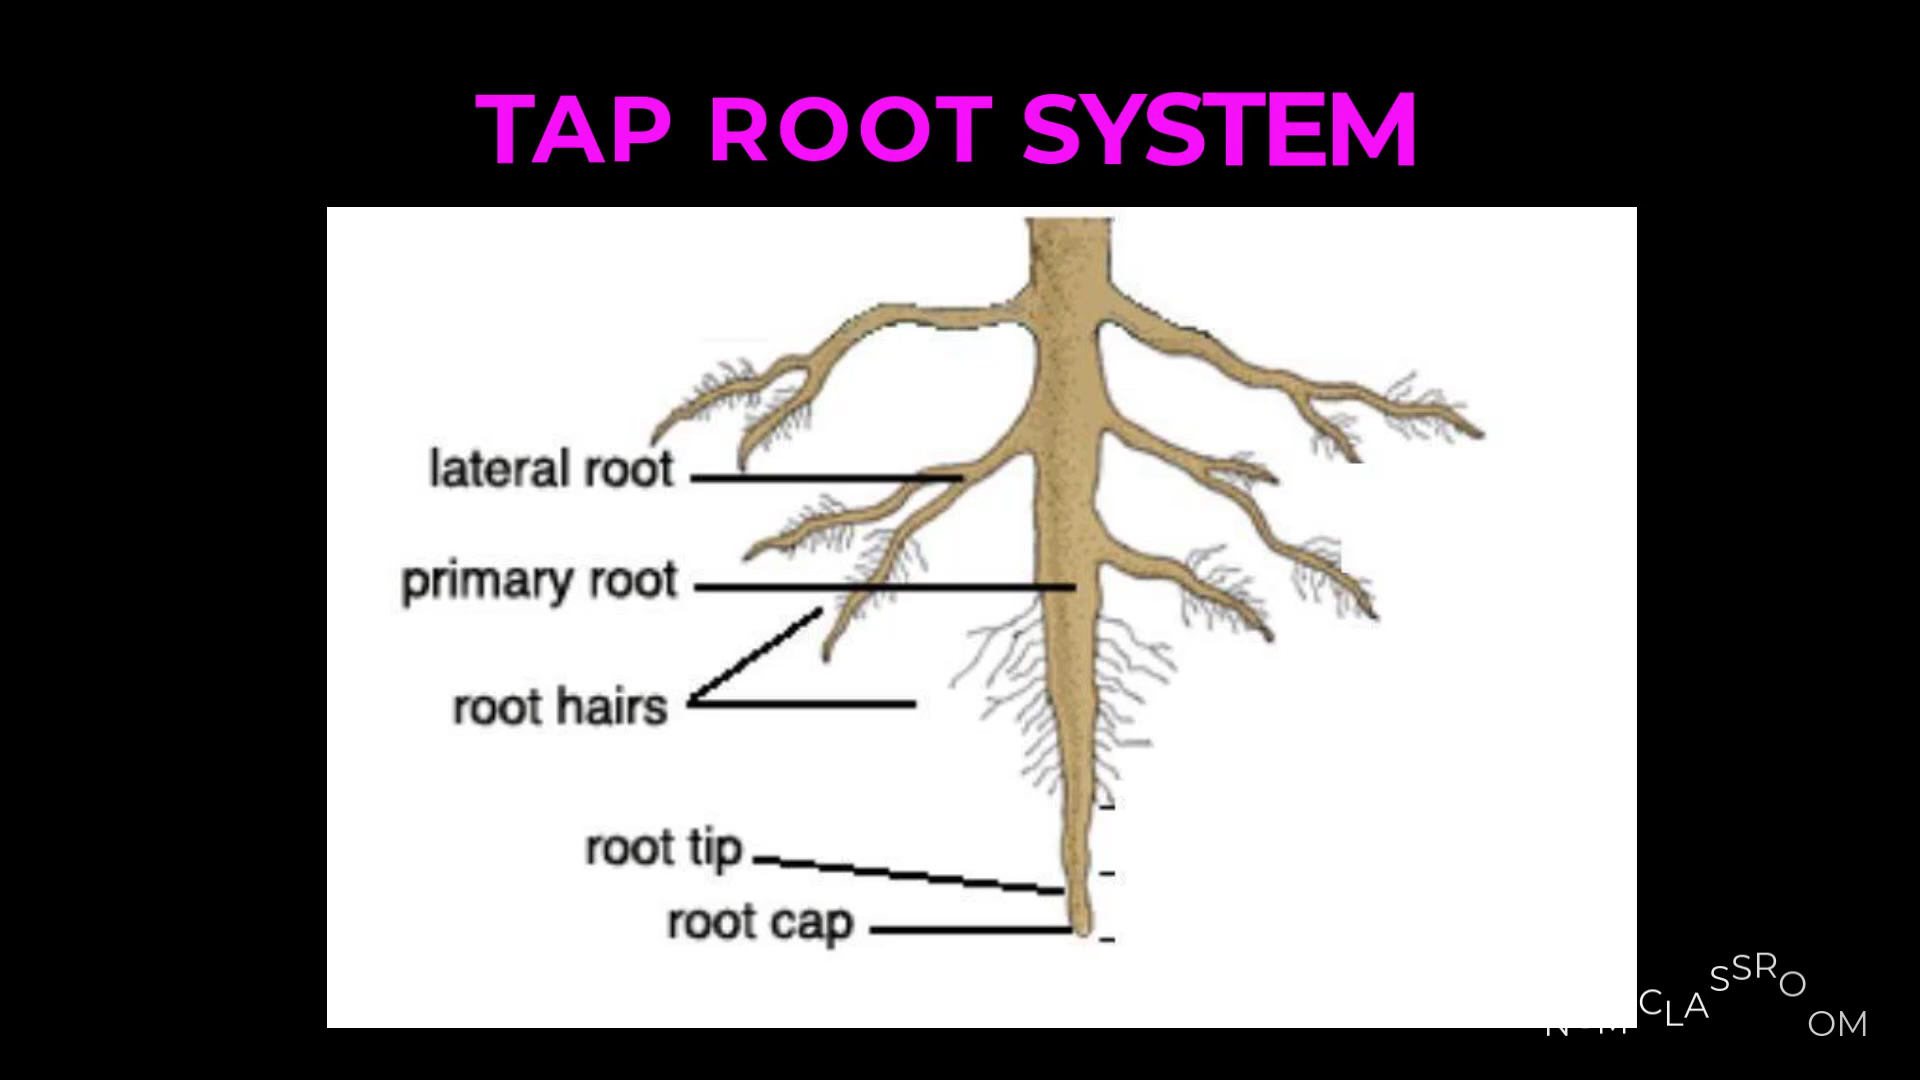 TAP ROOT SYSTEM
lateral root
primary root
root hairs
root tip
root cap
CLASSROOM